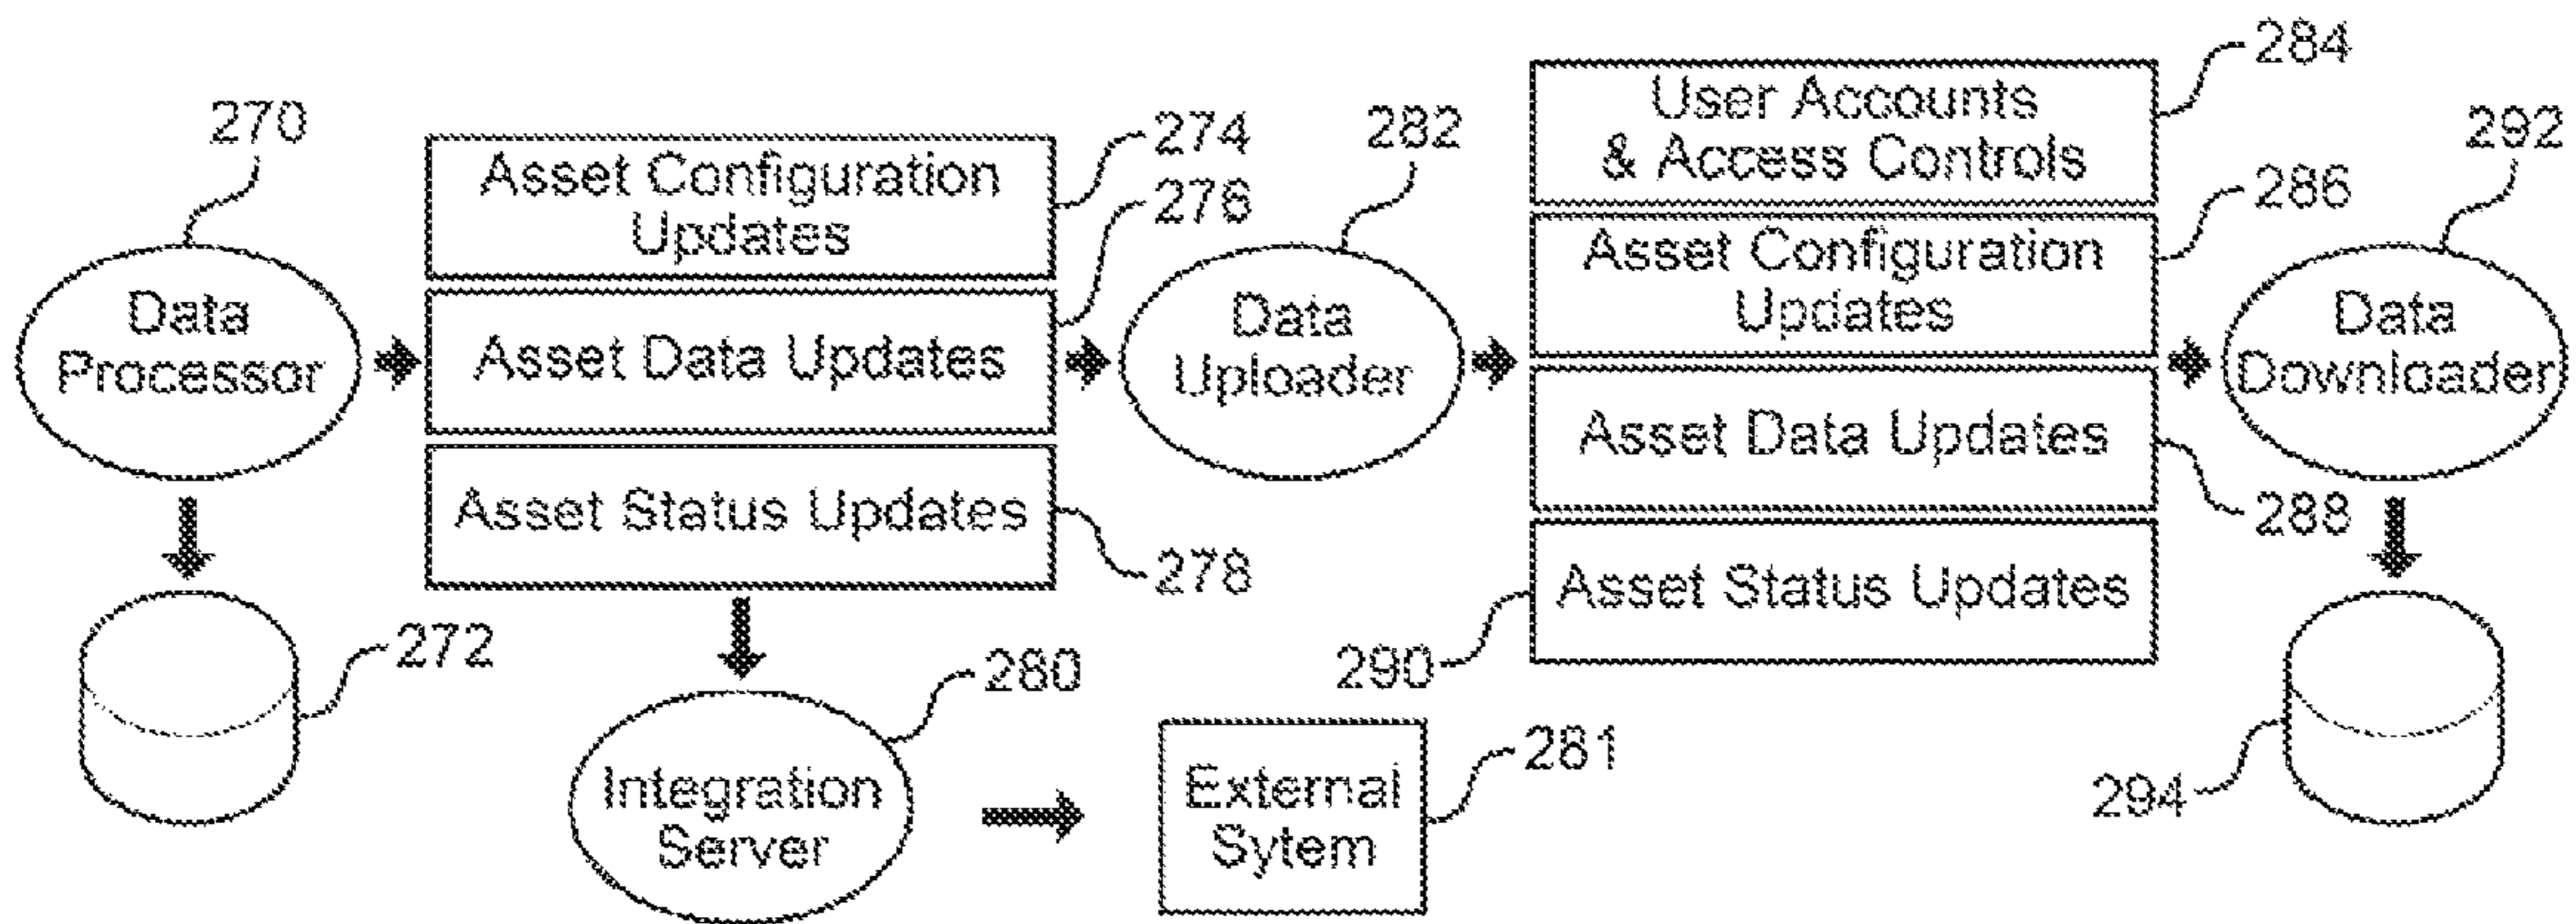 270
Data
Processor
272
Asset Configuration
Updates
274
Asset Data Updates
276
Asset Status Updates
278
Integration
Server
280
External
Sytem
281
Data
Uploader
282
User Accounts
& Access Controls
284
Asset Configuration
Updates
286
Asset Data Updates
288
Asset Status Updates
290
Data
Downloader
292
294